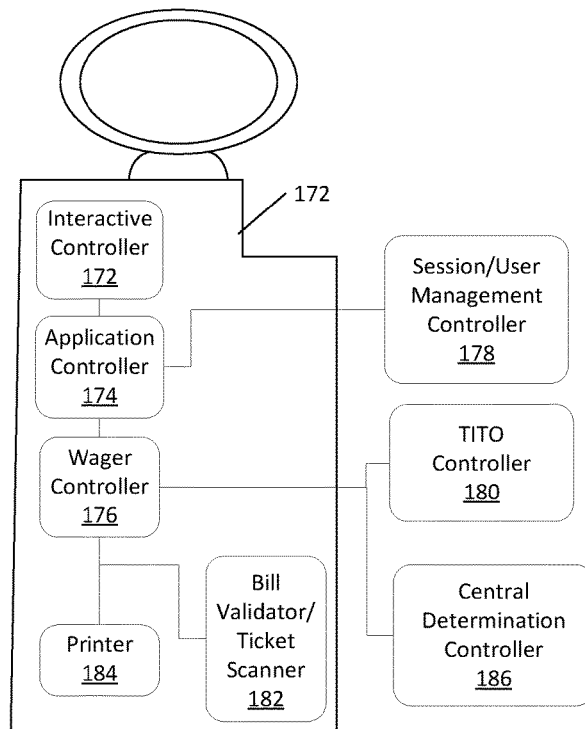 172
Interactive
Controller
172
Application
Controller
174
Wager
Controller
176
Printer
184
Bill
Validator/
Ticket
Scanner
182
Session/User
Management
Controller
178
TITO
Controller
180
Central
Determination
Controller
186